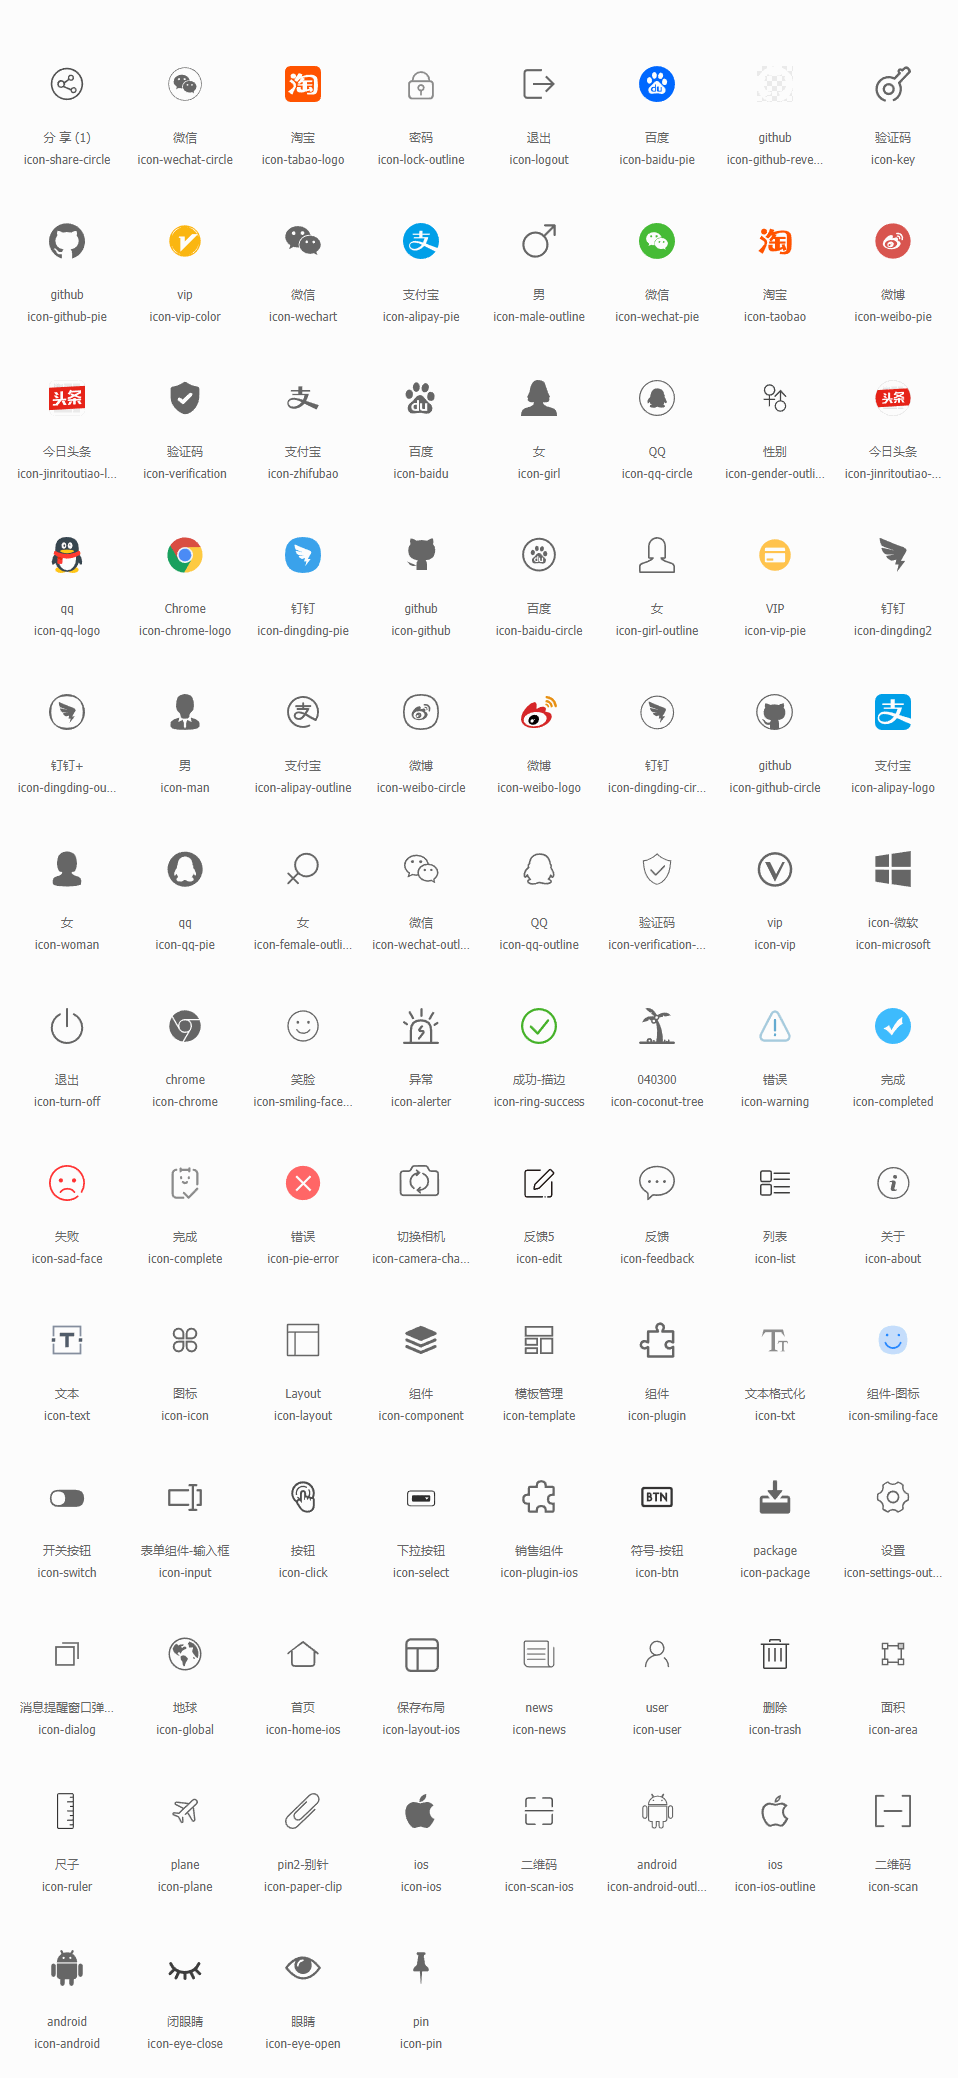 分 享 (1) 微信 淘宝 密码 退出 百度 github 验证码
icon-share-circle icon-wechat-circle icon-tabao-logo icon-lock-outline icon-logout icon-baidu-pie icon-github-reve... icon-key
github vip 微信 支付宝 男 微信 淘宝 微博
icon-github-pie icon-vip-color icon-wechart icon-alipay-pie icon-male-outline icon-wechat-pie icon-taobao icon-weibo-pie
今日头条 验证码 支付宝 百度 女 QQ 性别 今日头条
icon-jinritoutiao-l... icon-verification icon-zhifubao icon-baidu icon-girl icon-qq-circle icon-gender-outli... icon-jinritoutiao-...
qq Chrome 钉钉 github 百度 女 VIP 钉钉
icon-qq-logo icon-chrome-logo icon-dingding-pie icon-github icon-baidu-circle icon-girl-outline icon-vip-pie icon-dingding2
钉钉+ 男 支付宝 微博 微博 钉钉 github 支付宝
icon-dingding-ou... icon-man icon-alipay-outline icon-weibo-circle icon-weibo-logo icon-dingding-cir... icon-github-circle icon-alipay-logo
女 qq 女 微信 QQ 验证码 vip icon-微软
icon-woman icon-qq-pie icon-female-outli... icon-wechat-outl... icon-qq-outline icon-verification-... icon-vip icon-microsoft
退出 chrome 笑脸 异常 成功-描边 040300 错误 完成
icon-turn-off icon-chrome icon-smiling-face... icon-alerter icon-ring-success icon-coconut-tree icon-warning icon-completed
失败 完成 错误 切换相机 反馈5 反馈 列表 关于
icon-sad-face icon-complete icon-pie-error icon-camera-cha... icon-edit icon-feedback icon-list icon-about
文本 图标 Layout 组件 模板管理 组件 文本格式化 组件-图标
icon-text icon-icon icon-layout icon-component icon-template icon-plugin icon-txt icon-smiling-face
BTN
开关按钮 表单组件-输入框 按钮 下拉按钮 销售组件 符号-按钮 package 设置
icon-switch icon-input icon-click icon-select icon-plugin-ios icon-btn icon-package icon-settings-out...
消息提醒窗口弹... 地球 首页 保存布局 news user 删除 面积
icon-dialog icon-global icon-home-ios icon-layout-ios icon-news icon-user icon-trash icon-area
尺子 plane pin2-别针 ios 二维码 android ios 二维码
icon-ruler icon-plane icon-paper-clip icon-ios icon-scan-ios icon-android-outl... icon-ios-outline icon-scan
android 闭眼睛 眼睛 pin
icon-android icon-eye-close icon-eye-open icon-pin